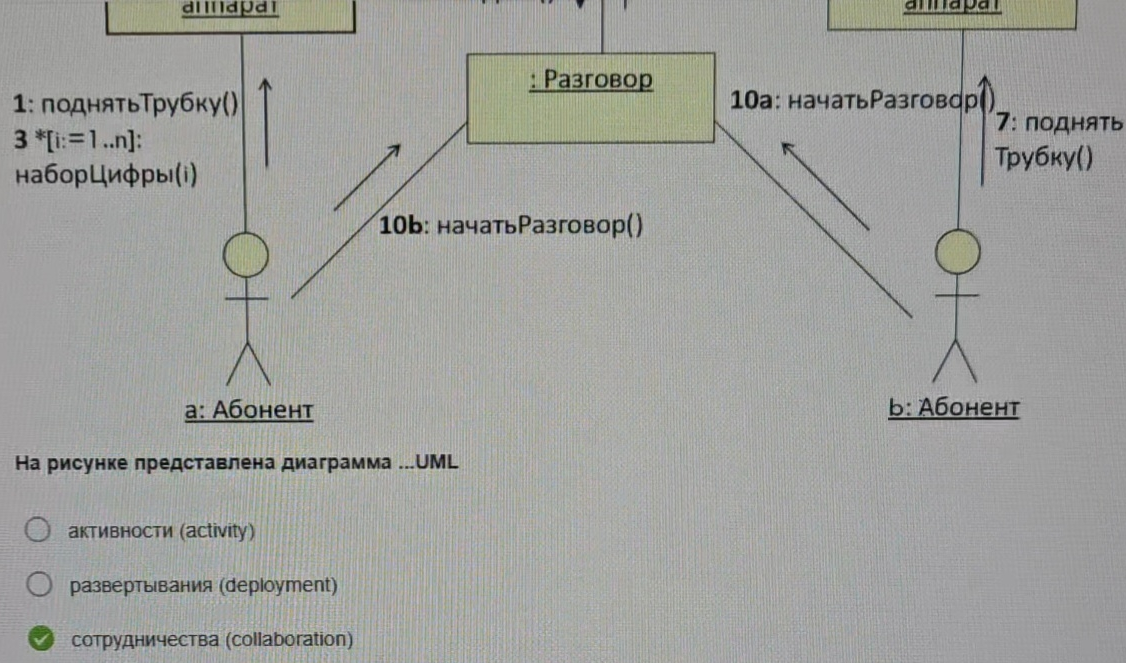 аппарат
аппарат
: Разговор
1: поднятьТрубку()
3 *[i:=1..n]:
наборЦифры(i)
10a: начатьРазговор()
7: поднять
Трубку()
10b: начатьРазговор()
a: Абонент
b: Абонент
На рисунке представлена диаграмма ...UML
активности (activity)
развертывания (deployment)
сотрудничества (collaboration)